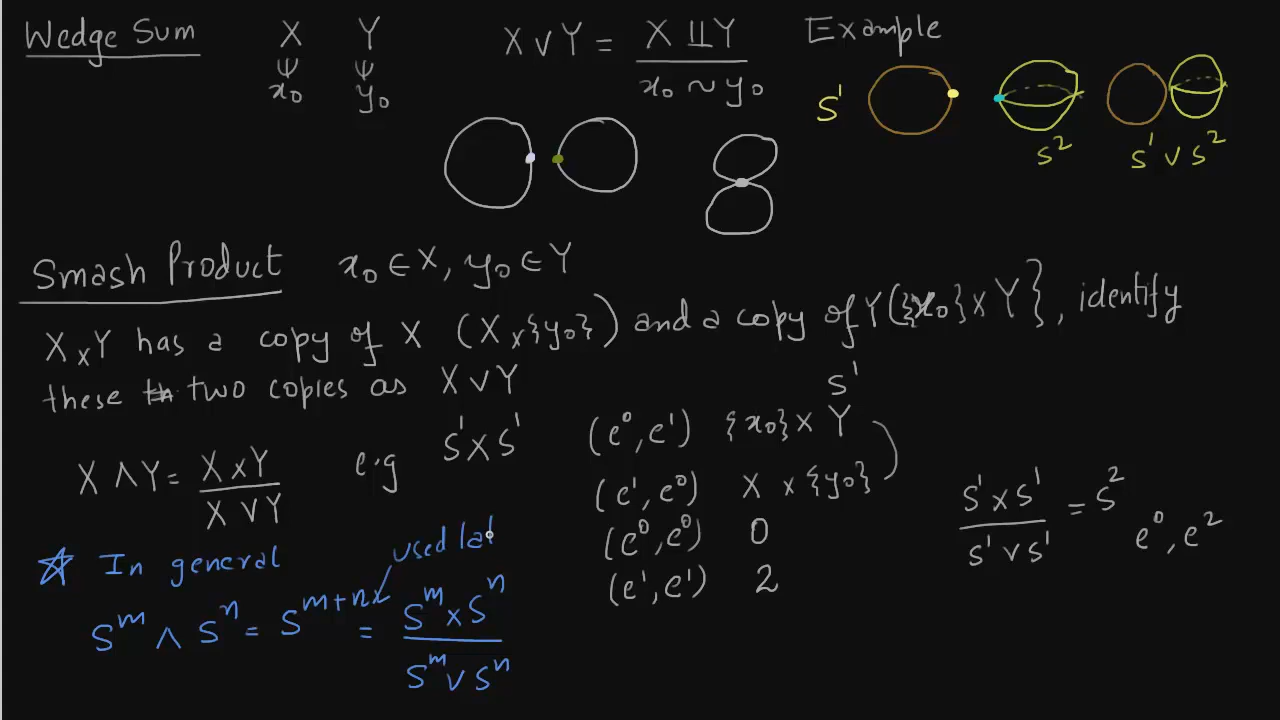 Wedge Sum X Y X ∨ Y = X ⨿ Y / x₀ ~ y₀ Example
Ψ Ψ
x₀ y₀
S¹ S² S¹ ∨ S²
Smash Product x₀ ∈ X, y₀ ∈ Y
X × Y has a copy of X (X × {y₀}) and a copy of Y ({x₀} × Y}, identify
these two copies as X ∨ Y
S¹
X ∧ Y = X × Y / X ∨ Y e.g S¹ × S¹
(e⁰, e¹) {x₀} × Y
(e¹, e⁰) X × {y₀}
(e⁰, e⁰) 0
(e¹, e¹) 2
S¹ × S¹ / S¹ ∨ S¹ = S² e⁰, e²
☆ In general used lat
Sᵐ ∧ Sⁿ = Sᵐ⁺ⁿ = Sᵐ × Sⁿ / Sᵐ ∨ Sⁿ